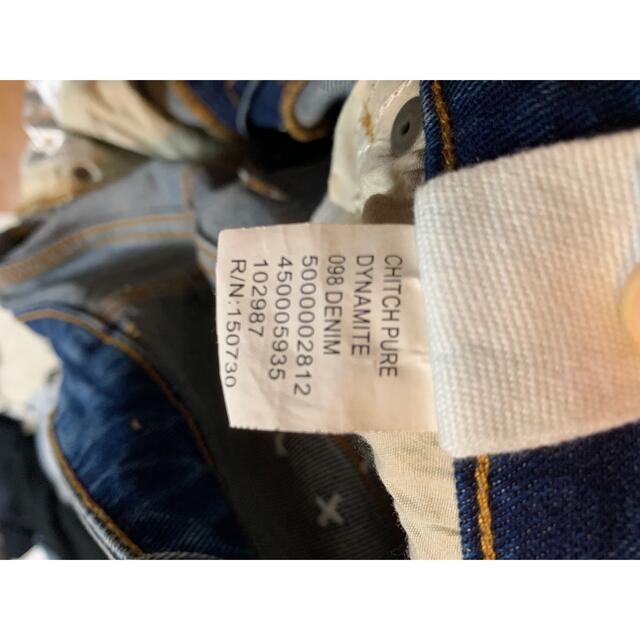 CHITCH PURE
DYNAMITE
098 DENIM
5000002812
4500005935
102987
R/N:150730